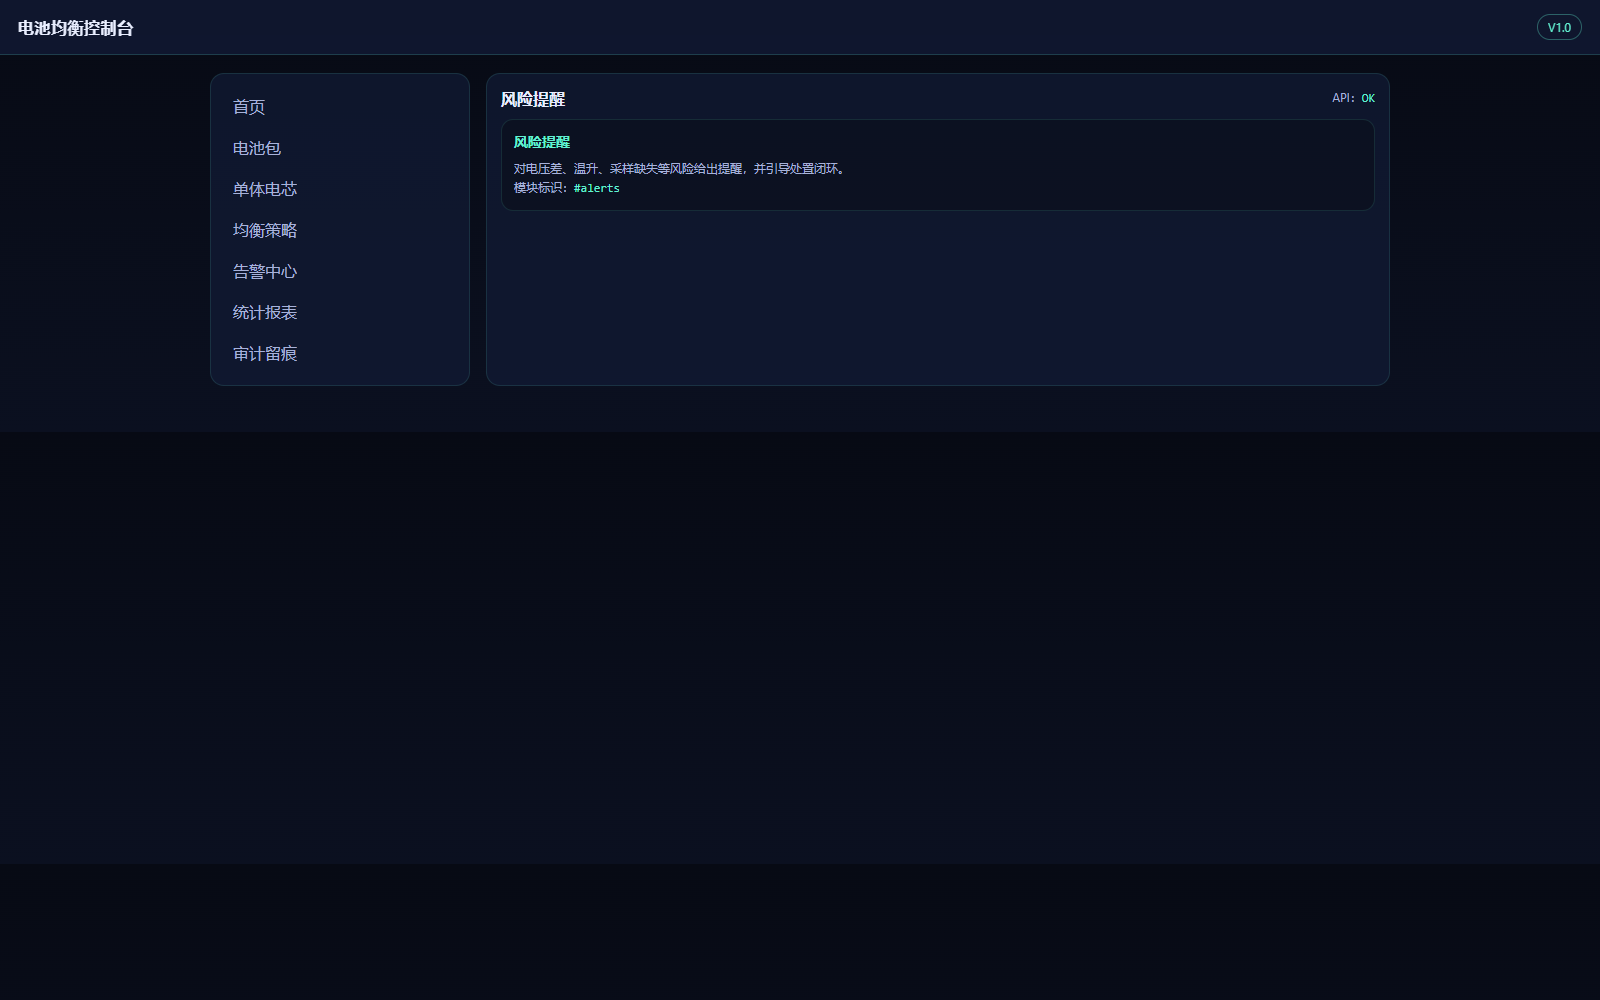 电池均衡控制台
V1.0
首页
电池包
单体电芯
均衡策略
告警中心
统计报表
审计留痕
风险提醒
API: OK
风险提醒
对电压差、温升、采样缺失等风险给出提醒，并引导处置闭环。
模块标识：#alerts